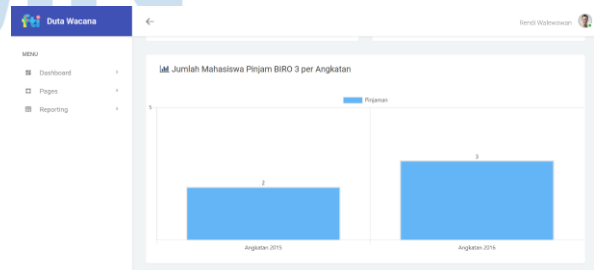 fti Duta Wacana
Rendi Walewawan
MENU
Dashboard
Pages
Reporting
Jumlah Mahasiswa Pinjam BIRO 3 per Angkatan
Pinjaman
5
2
3
Angkatan 2015
Angkatan 2016